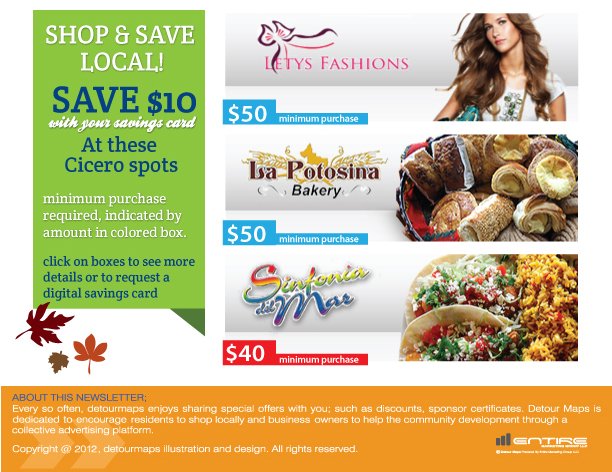 SHOP & SAVE
LOCAL!
SAVE $10
with your savings card
At these
Cicero spots
minimum purchase
required, indicated by
amount in colored box.
click on boxes to see more
details or to request a
digital savings card
LETYS FASHIONS
$50 minimum purchase
La Potosina
Bakery
$50 minimum purchase
Sinfonia
del Mar
$40 minimum purchase
ABOUT THIS NEWSLETTER;
Every so often, detourmaps enjoys sharing special offers with you; such as discounts, sponsor certificates. Detour Maps is
dedicated to encourage residents to shop locally and business owners to help the community development through a
collective advertising platform.
Copyright @ 2012, detourmaps illustration and design. All rights reserved.
ENTIRE